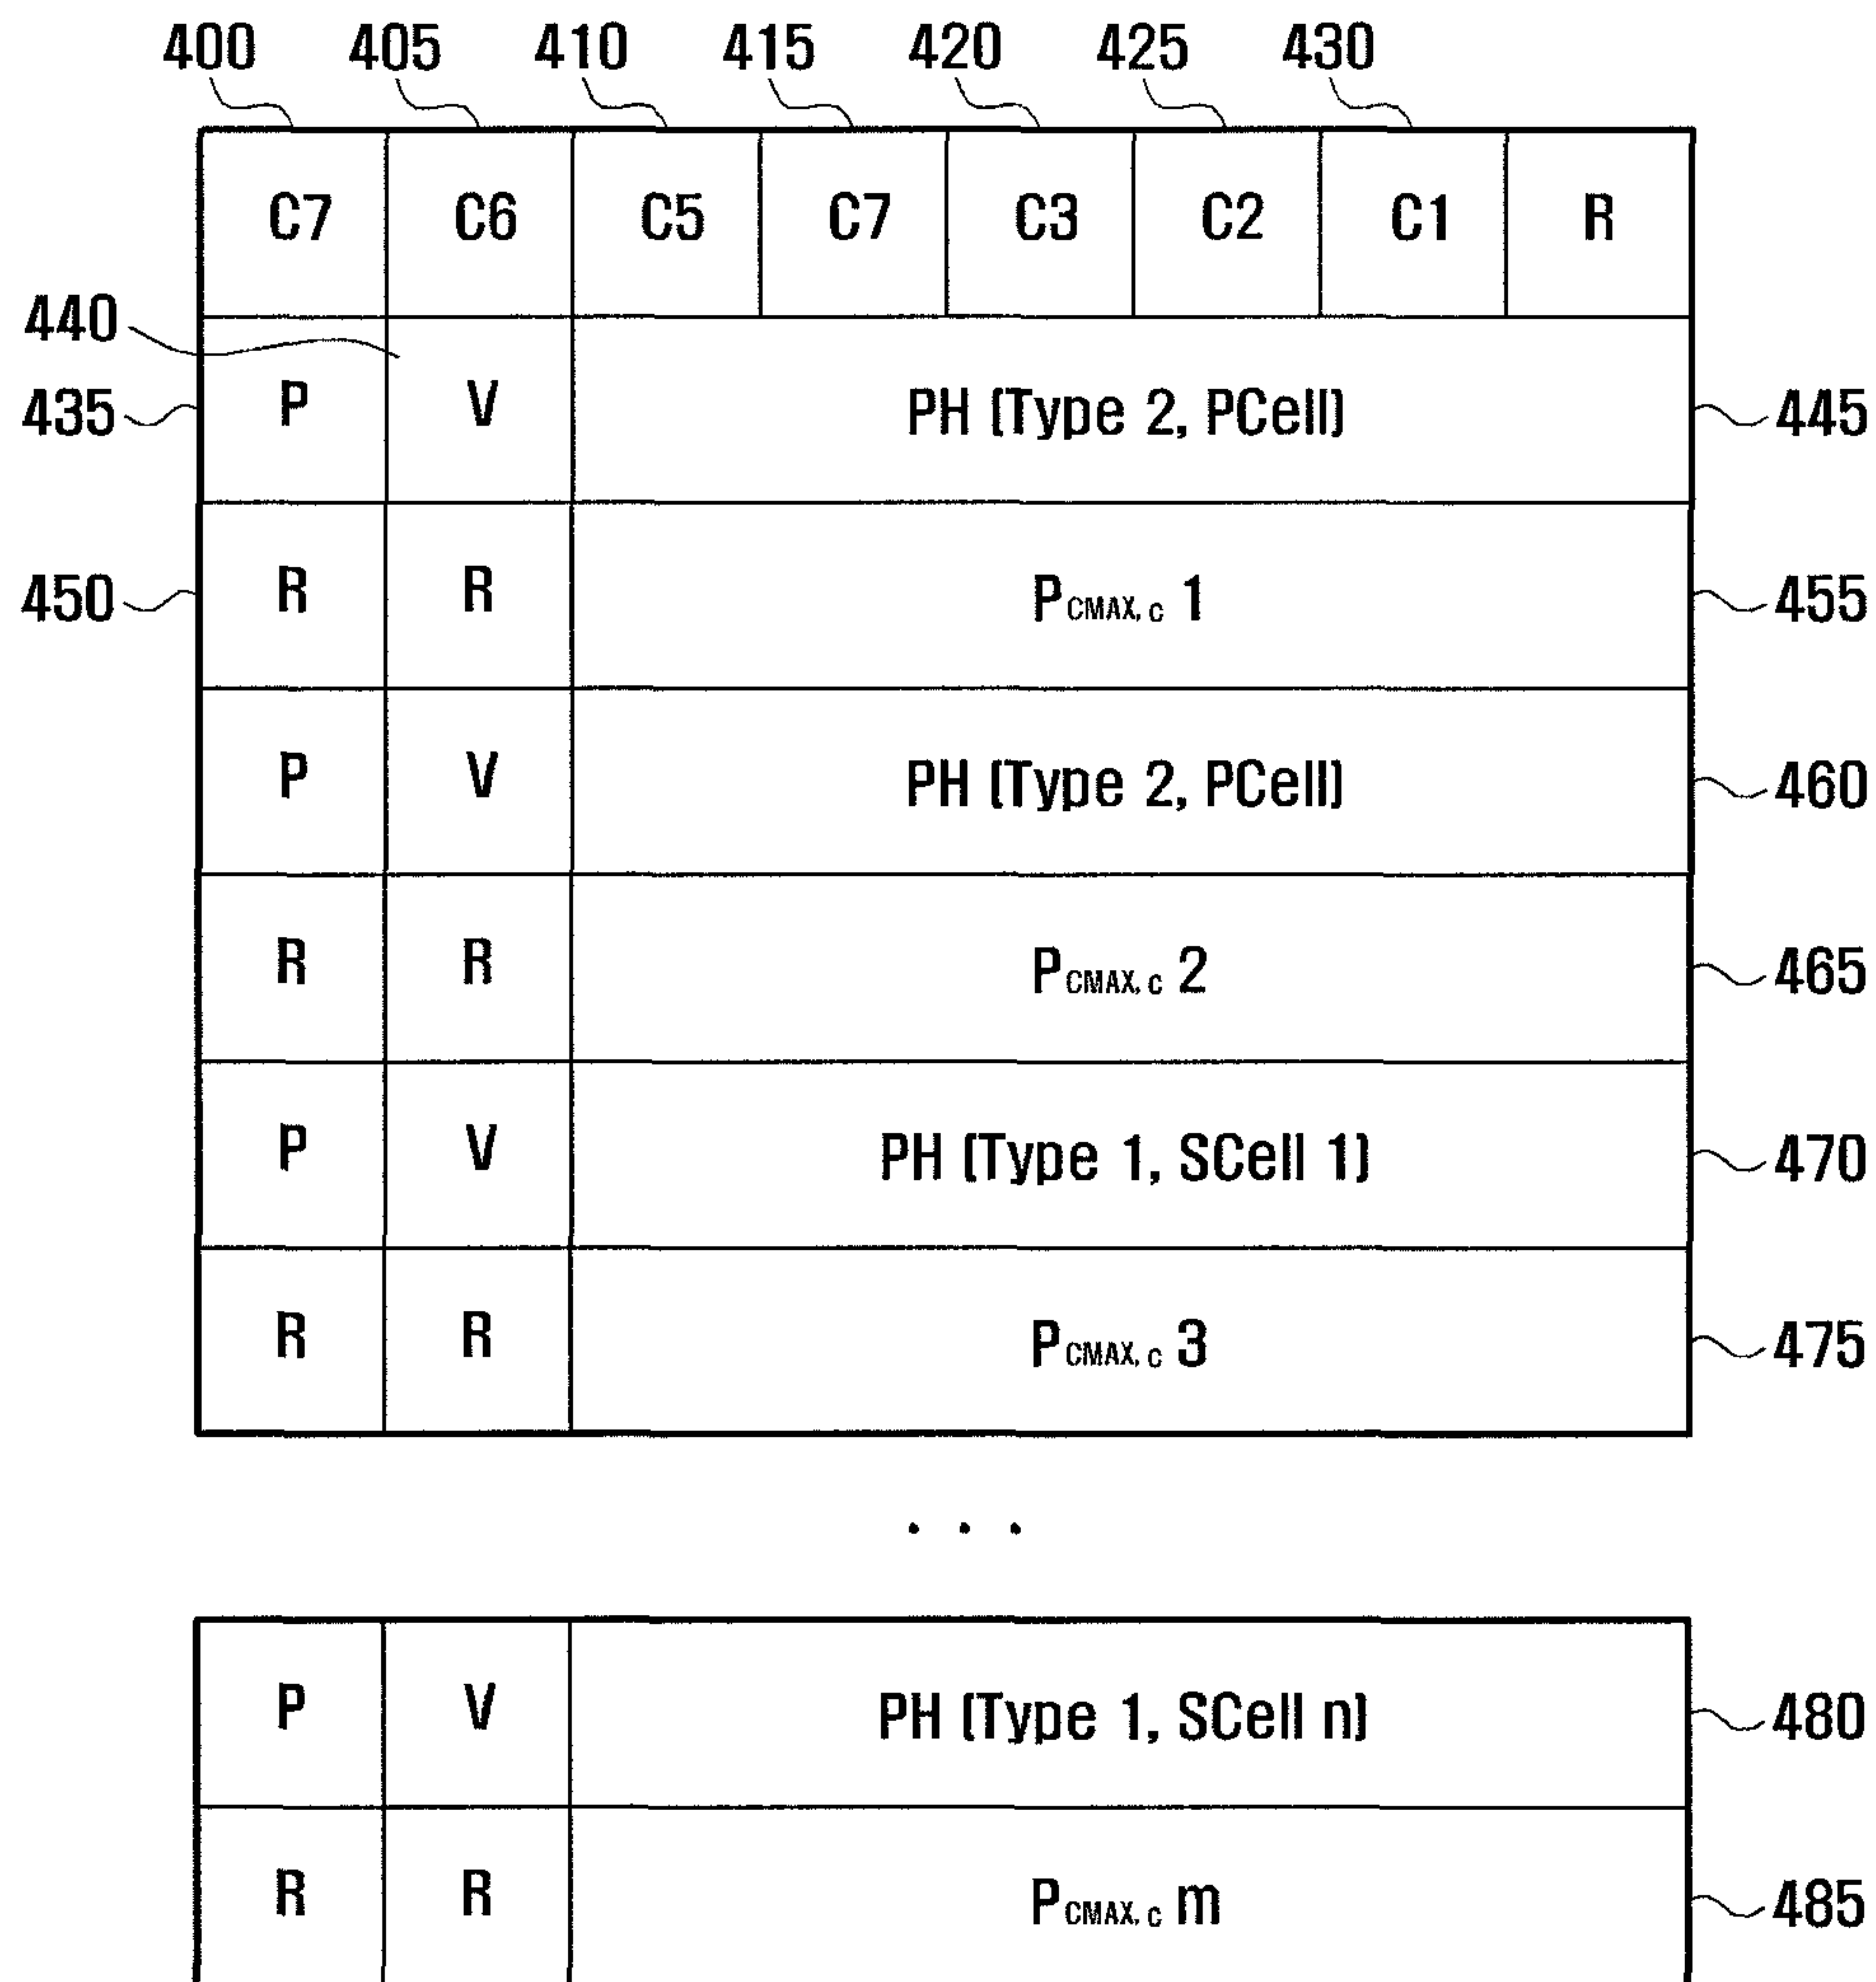 400 405 410 415 420 425 430
C7 C6 C5 C7 C3 C2 C1 R
440
435 P V PH (Type 2, PCell) 445
450 R R PCMAX, c 1 455
P V PH (Type 2, PCell) 460
R R PCMAX, c 2 465
P V PH (Type 1, SCell 1) 470
R R PCMAX, c 3 475
. . .
P V PH (Type 1, SCell n) 480
R R PCMAX, c m 485